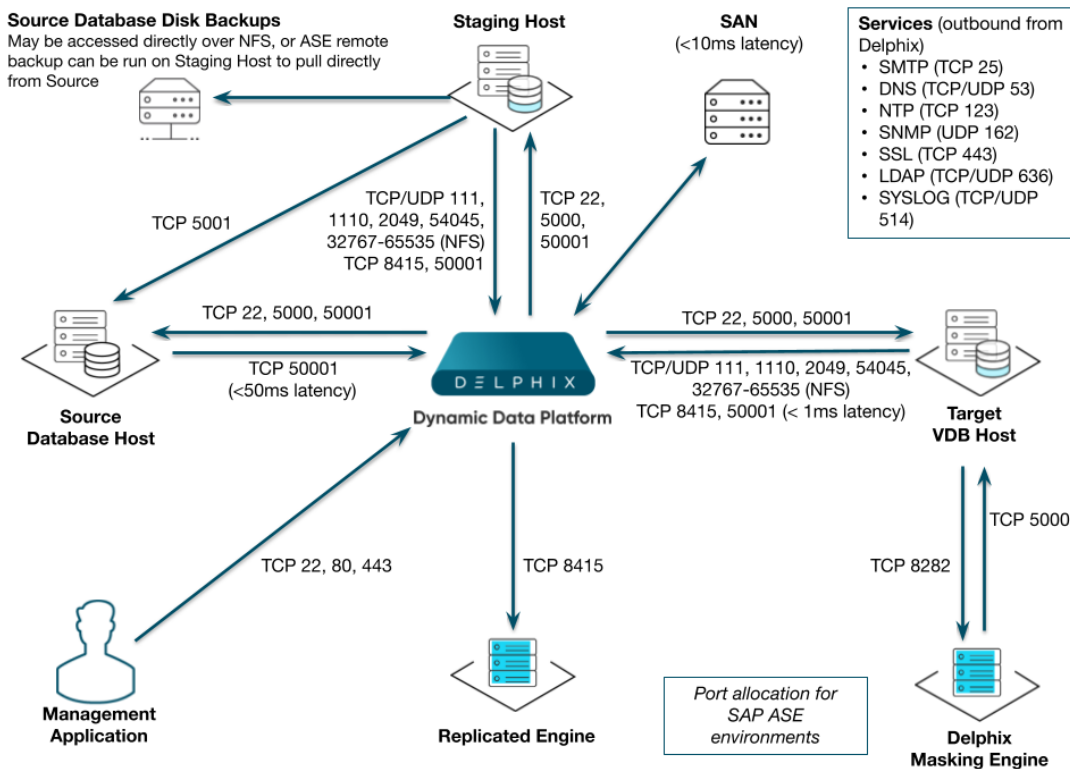 Source Database Disk Backups
May be accessed directly over NFS, or ASE remote
backup can be run on Staging Host to pull directly
from Source
Staging Host
SAN
(<10ms latency)
Services (outbound from
Delphix)
• SMTP (TCP 25)
• DNS (TCP/UDP 53)
• NTP (TCP 123)
• SNMP (UDP 162)
• SSL (TCP 443)
• LDAP (TCP/UDP 636)
• SYSLOG (TCP/UDP
514)
TCP 5001
TCP/UDP 111,
1110, 2049, 54045,
32767-65535 (NFS)
TCP 8415, 50001
TCP 22,
5000,
50001
TCP 22, 5000, 50001
TCP 50001
(<50ms latency)
Source
Database Host
DELPHIX
Dynamic Data Platform
TCP 22, 5000, 50001
TCP/UDP 111, 1110, 2049, 54045,
32767-65535 (NFS)
TCP 8415, 50001 (< 1ms latency)
Target
VDB Host
TCP 22, 80, 443
TCP 8415
TCP 8282
TCP 5000
Management
Application
Replicated Engine
Port allocation for
SAP ASE
environments
Delphix
Masking Engine